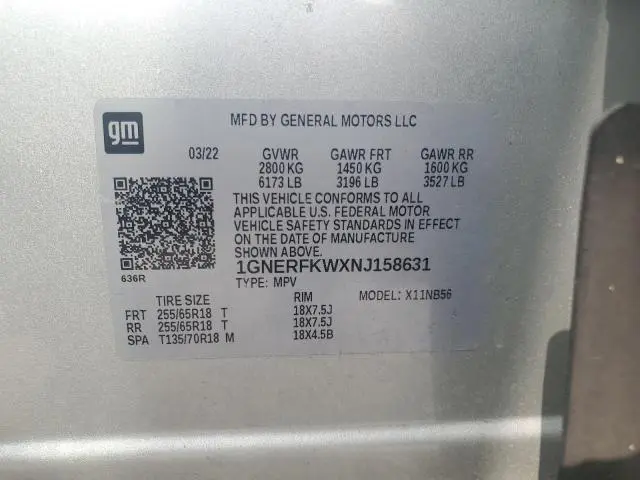 gm
MFD BY GENERAL MOTORS LLC
03/22 GVWR GAWR FRT GAWR RR
2800 KG 1450 KG 1600 KG
6173 LB 3196 LB 3527 LB
THIS VEHICLE CONFORMS TO ALL
APPLICABLE U.S. FEDERAL MOTOR
VEHICLE SAFETY STANDARDS IN EFFECT
ON THE DATE OF MANUFACTURE
SHOWN ABOVE.
636R
1GNERFKWXNJ158631
TYPE: MPV
MODEL: X11NB56
TIRE SIZE RIM
FRT 255/65R18 T 18X7.5J
RR 255/65R18 T 18X7.5J
SPA T135/70R18 M 18X4.5B